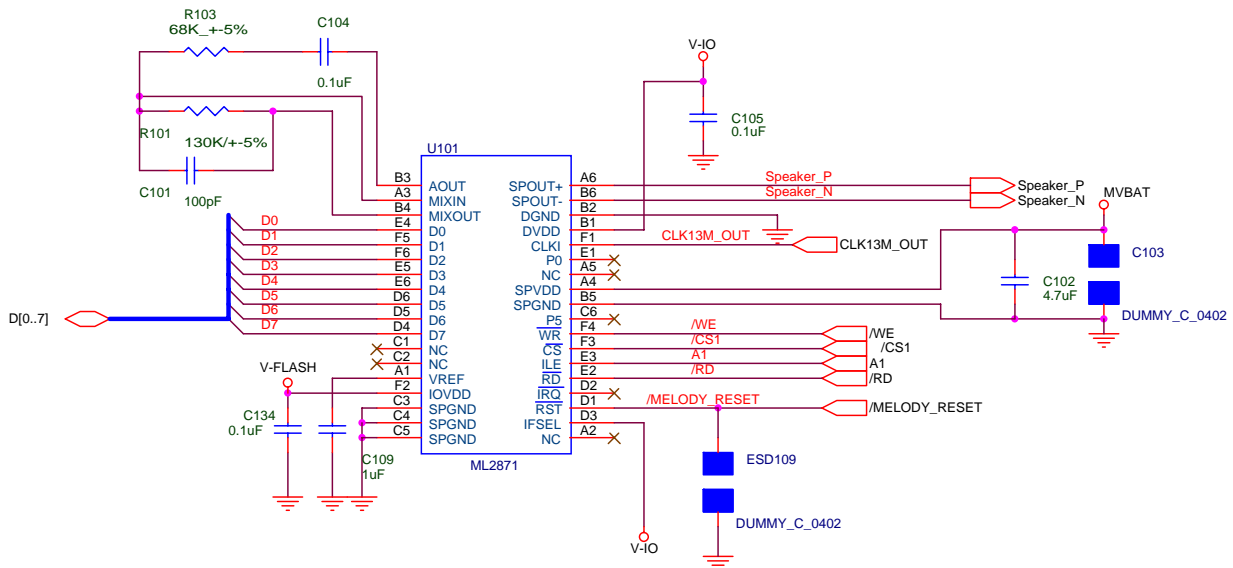 R103
68K_+-5%
C104
0.1uF
R101
130K/+-5%
C101
100pF
V-IO
C105
0.1uF
U101
B3 AOUT SPOUT+ A6 Speaker_P Speaker_P
A3 MIXIN SPOUT- B6 Speaker_N Speaker_N
B4 MIXOUT DGND B2
MVBAT
D0 E4 D0 DVDD B1
D1 F5 D1 CLKI F1 CLK13M_OUT CLK13M_OUT
D2 F6 D2 P0 E1
D3 E5 D3 NC A5
D4 E6 D4 SPVDD A4
D5 D6 D5 SPGND B5
D6 D5 D6 P5 C6
D7 D4 D7 WR F4 /WE /WE
C103
C102
4.7uF
DUMMY_C_0402
D[0..7]
C1 NC CS F3 /CS1 /CS1
C2 NC ILE E3 A1 A1
V-FLASH
A1 VREF RD E2 /RD /RD
F2 IOVDD IRQ D2
C3 SPGND RST D1 /MELODY_RESET /MELODY_RESET
C4 SPGND IFSEL D3
C5 SPGND NC A2
C134
0.1uF
C109
1uF
ML2871
ESD109
DUMMY_C_0402
V-IO